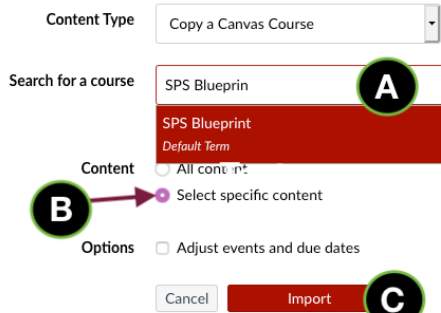 Content Type Copy a Canvas Course
Search for a course SPS Blueprin A
SPS Blueprint
Default Term
Content All content
B Select specific content
Options Adjust events and due dates
Cancel Import C